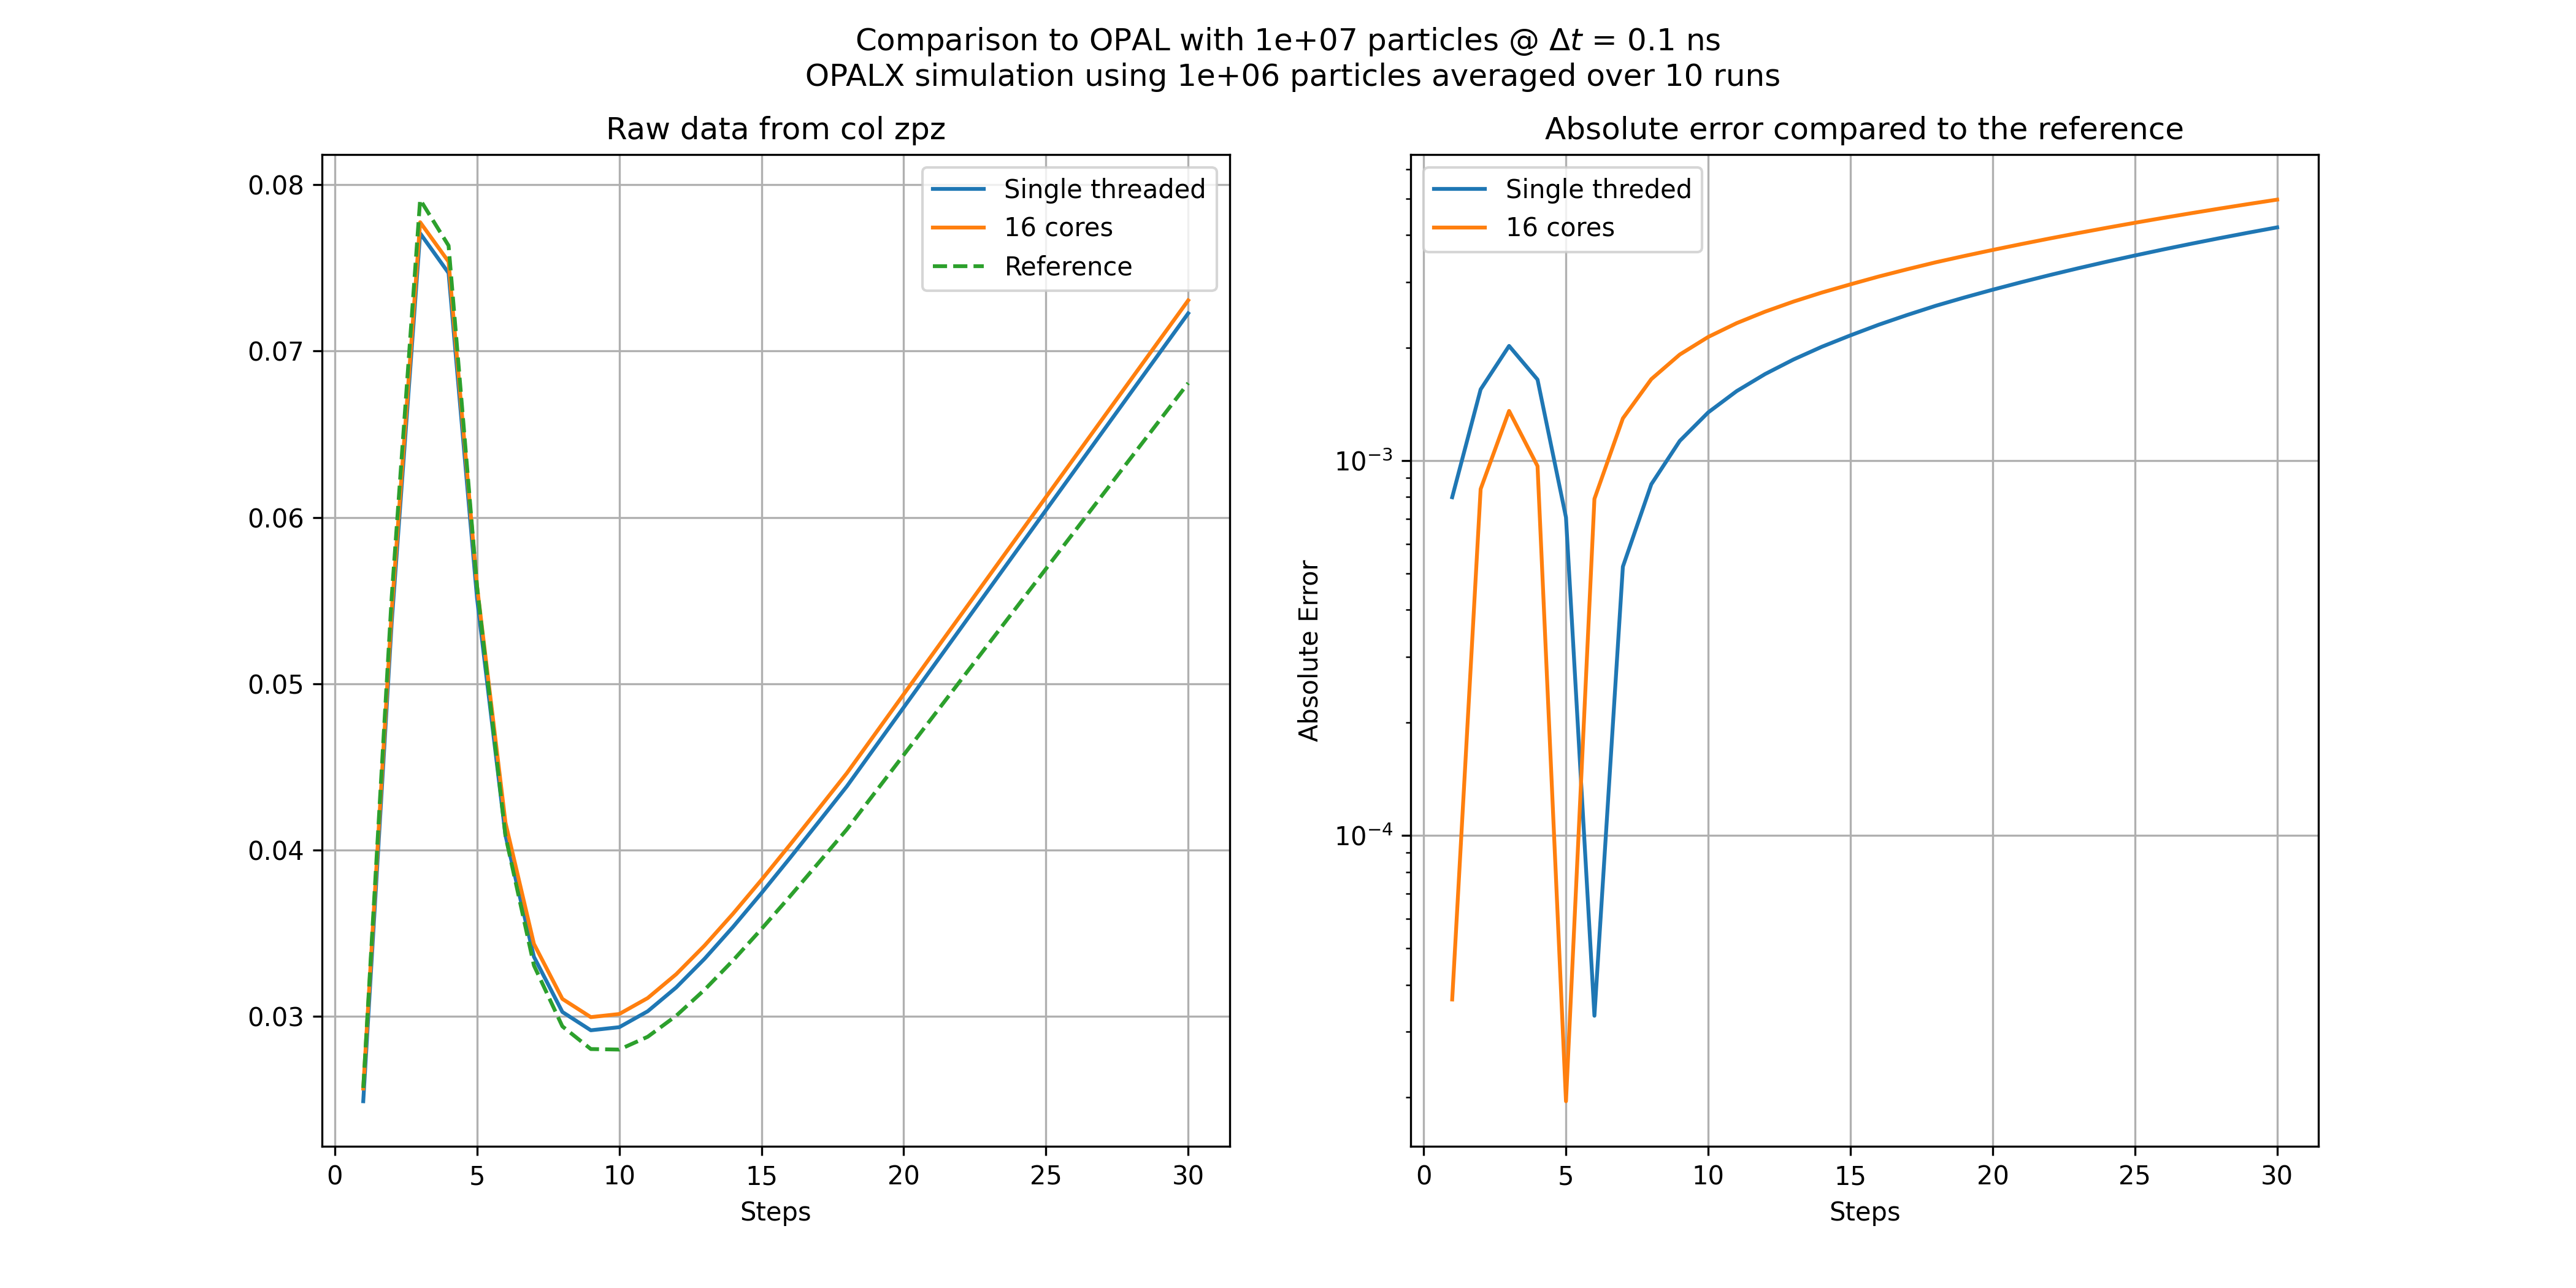 Comparison to OPAL with 1e+07 particles @ Δt = 0.1 ns
OPALX simulation using 1e+06 particles averaged over 10 runs
Raw data from col zpz
0.08
0.07
0.06
0.05
0.04
0.03
0
5
10
15
20
25
30
Steps
Single threaded
16 cores
Reference
Absolute error compared to the reference
Absolute Error
10⁻³
10⁻⁴
0
5
10
15
20
25
30
Steps
Single threded
16 cores